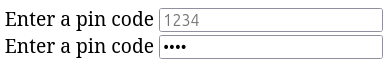 Enter a pin code 1234
Enter a pin code ••••